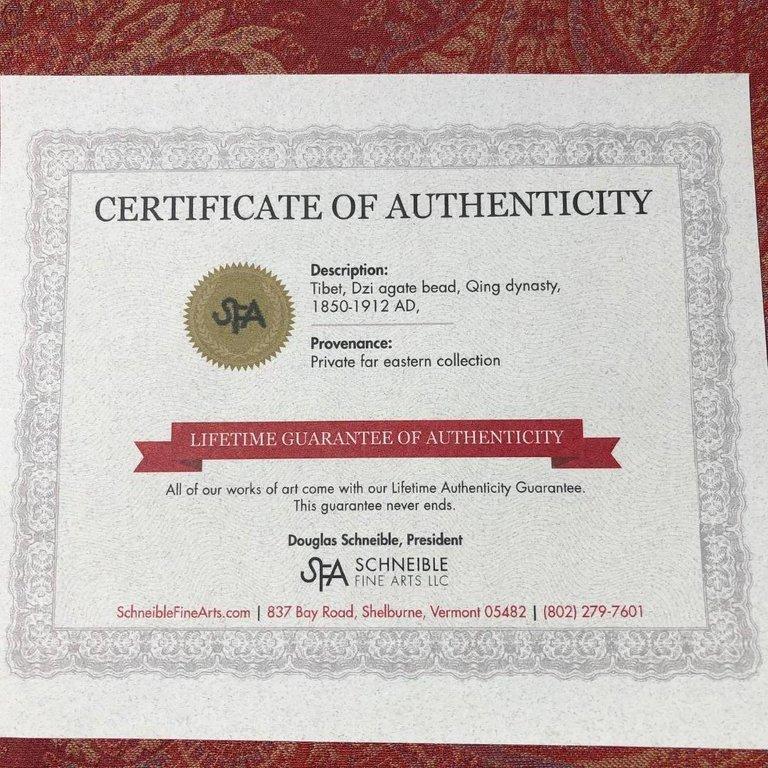 CERTIFICATE OF AUTHENTICITY
SFA
Description:
Tibet, Dzi agate bead, Qing dynasty,
1850-1912 AD,
Provenance:
Private far eastern collection
LIFETIME GUARANTEE OF AUTHENTICITY
All of our works of art come with our Lifetime Authenticity Guarantee.
This guarantee never ends.
Douglas Schneible, President
SFA SCHNEIBLE
FINE ARTS LLC
SchneibleFineArts.com | 837 Bay Road, Shelburne, Vermont 05482 | (802) 279-7601